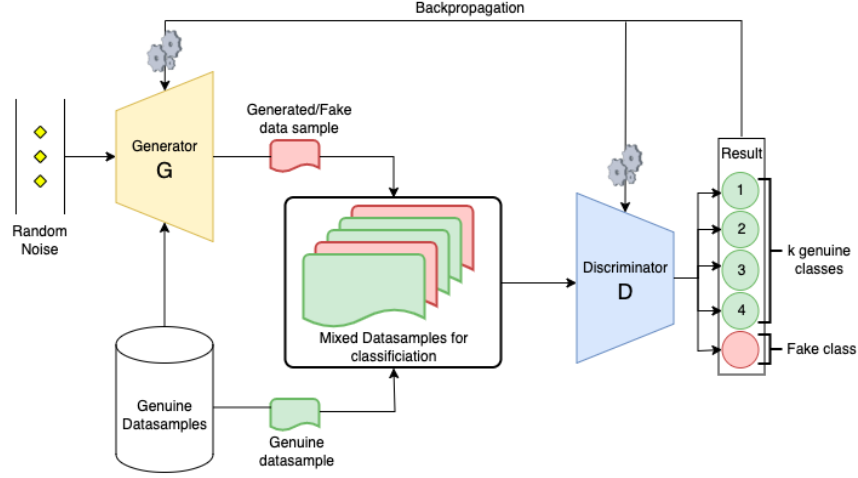 Backpropagation
Generated/Fake
data sample
Generator
G
Random
Noise
Result
1
2
3
4
k genuine
classes
Fake class
Discriminator
D
Mixed Datasamples for
classificiation
Genuine
Datasamples
Genuine
datasample